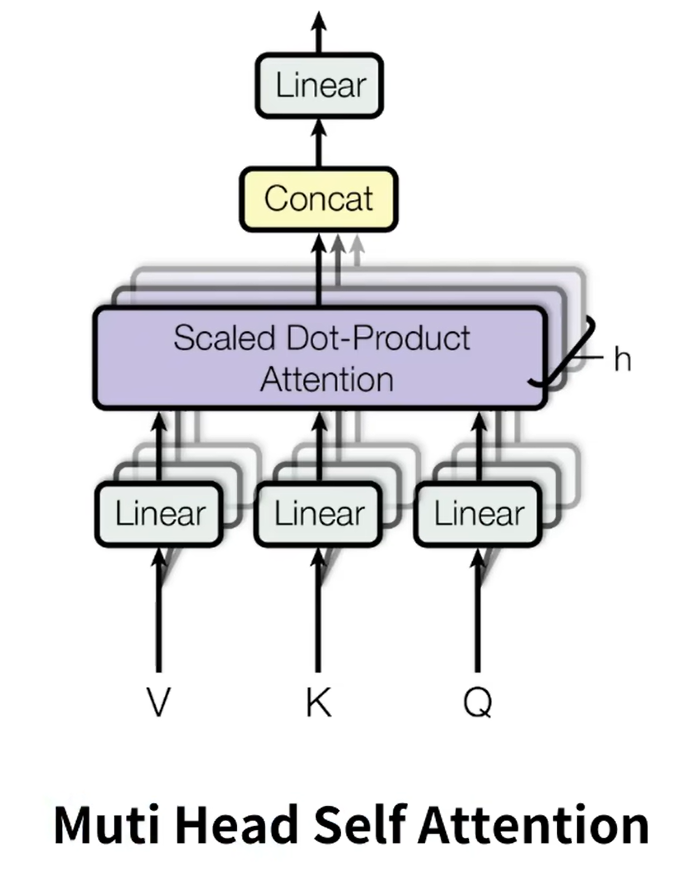 Linear
Concat
Scaled Dot-Product
Attention
h
Linear Linear Linear
V K Q
Muti Head Self Attention